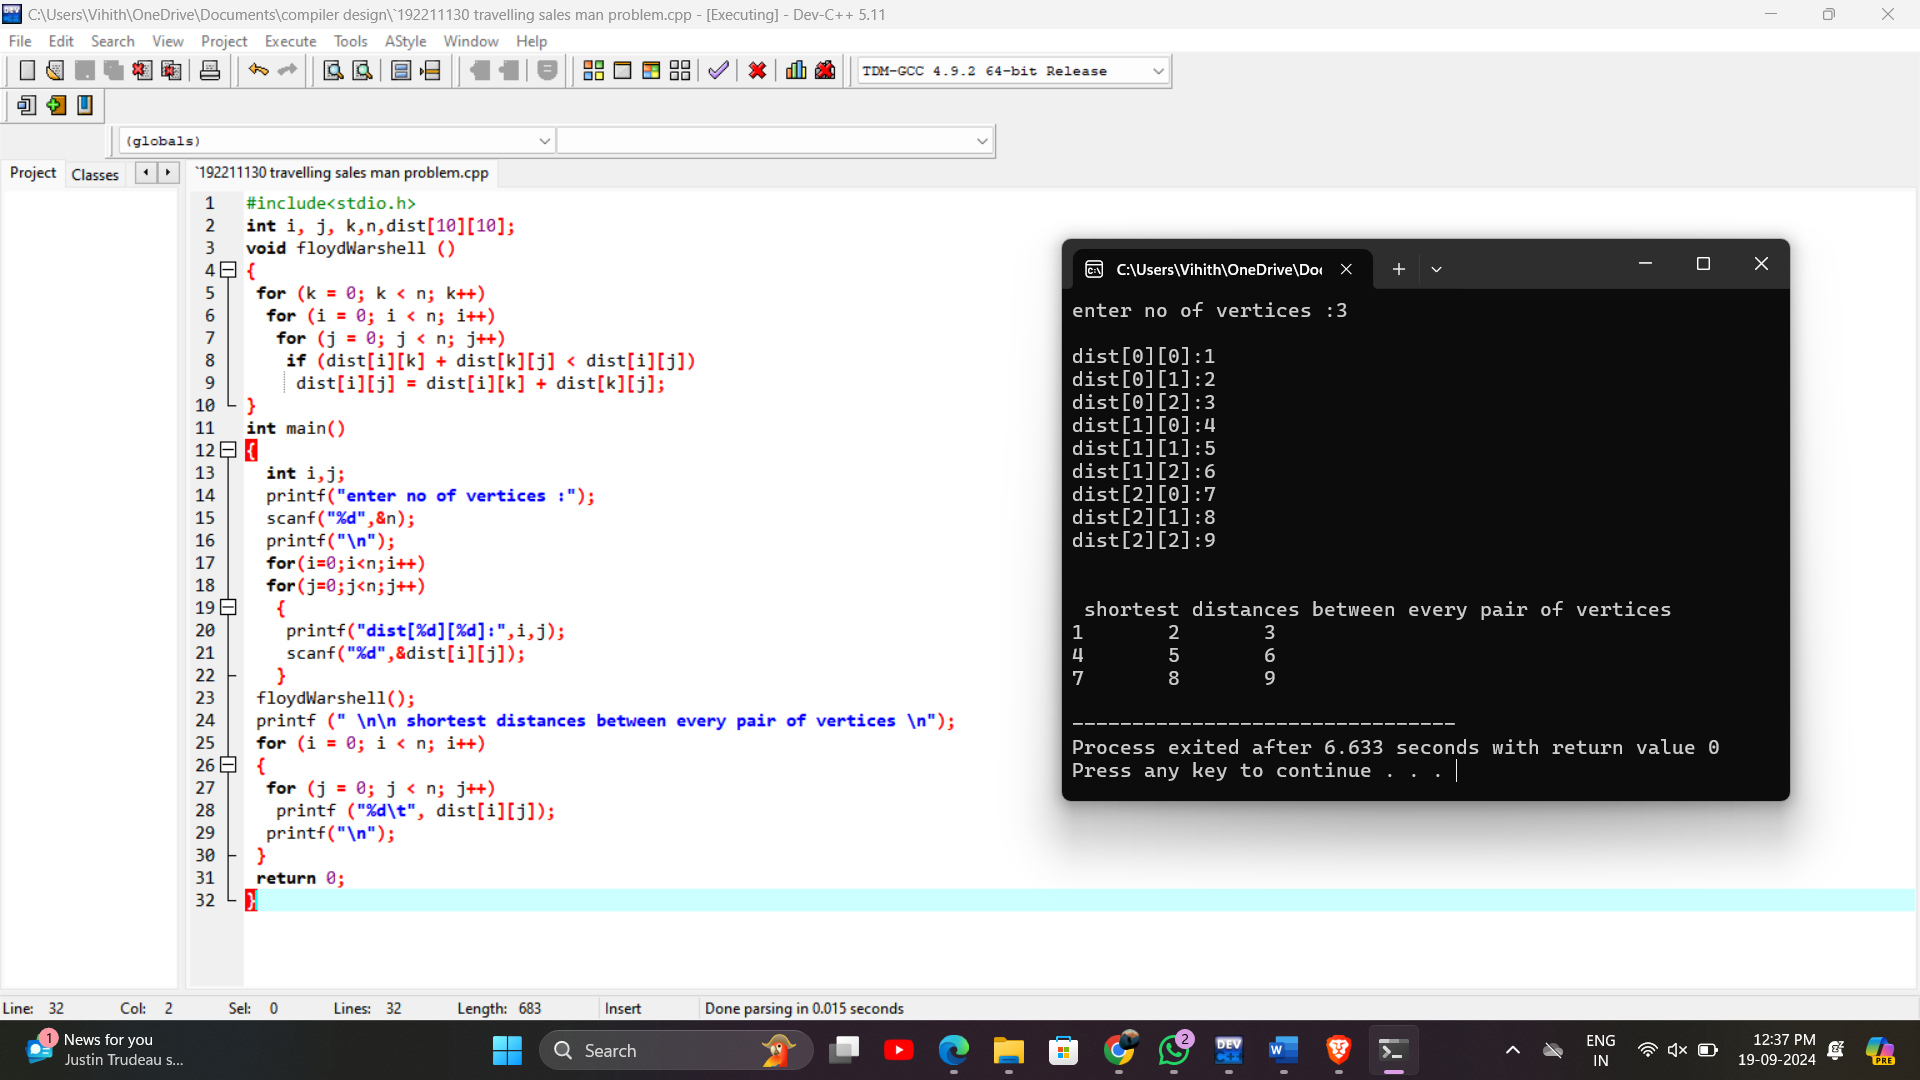 C:\Users\Vihith\OneDrive\Documents\compiler design\`192211130 travelling sales man problem.cpp - [Executing] - Dev-C++ 5.11
File Edit Search View Project Execute Tools AStyle Window Help
TDM-GCC 4.9.2 64-bit Release
(globals)
Project Classes
`192211130 travelling sales man problem.cpp
1 #include<stdio.h>
2 int i, j, k,n,dist[10][10];
3 void floydWarshell ()
4 {
5 for (k = 0; k < n; k++)
6 for (i = 0; i < n; i++)
7 for (j = 0; j < n; j++)
8 if (dist[i][k] + dist[k][j] < dist[i][j])
9 dist[i][j] = dist[i][k] + dist[k][j];
10 }
11 int main()
12 {
13 int i,j;
14 printf("enter no of vertices :");
15 scanf("%d",&n);
16 printf("\n");
17 for(i=0;i<n;i++)
18 for(j=0;j<n;j++)
19 {
20 printf("dist[%d][%d]:",i,j);
21 scanf("%d",&dist[i][j]);
22 }
23 floydWarshell();
24 printf (" \n\n shortest distances between every pair of vertices \n");
25 for (i = 0; i < n; i++)
26 {
27 for (j = 0; j < n; j++)
28 printf ("%d\t", dist[i][j]);
29 printf("\n");
30 }
31 return 0;
32 }
C:\Users\Vihith\OneDrive\Do
enter no of vertices :3
dist[0][0]:1
dist[0][1]:2
dist[0][2]:3
dist[1][0]:4
dist[1][1]:5
dist[1][2]:6
dist[2][0]:7
dist[2][1]:8
dist[2][2]:9
shortest distances between every pair of vertices
1 2 3
4 5 6
7 8 9
--------------------------------
Process exited after 6.633 seconds with return value 0
Press any key to continue . . .
Line: 32 Col: 2 Sel: 0 Lines: 32 Length: 683 Insert Done parsing in 0.015 seconds
1
News for you
Justin Trudeau s...
Search
DEV
C++
2
ENG
IN
12:37 PM
19-09-2024
PRE